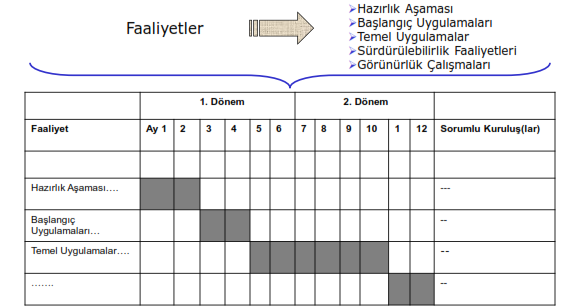 Faaliyetler
Hazırlık Aşaması
Başlangıç Uygulamaları
Temel Uygulamalar
Sürdürülebilirlik Faaliyetleri
Görünürlük Çalışmaları
1. Dönem 2. Dönem
Faaliyet Ay 1 2 3 4 5 6 7 8 9 10 1 12 Sorumlu Kuruluş(lar)
Hazırlık Aşaması…. ---
Başlangıç
Uygulamaları… --
Temel Uygulamalar…. --
……. --